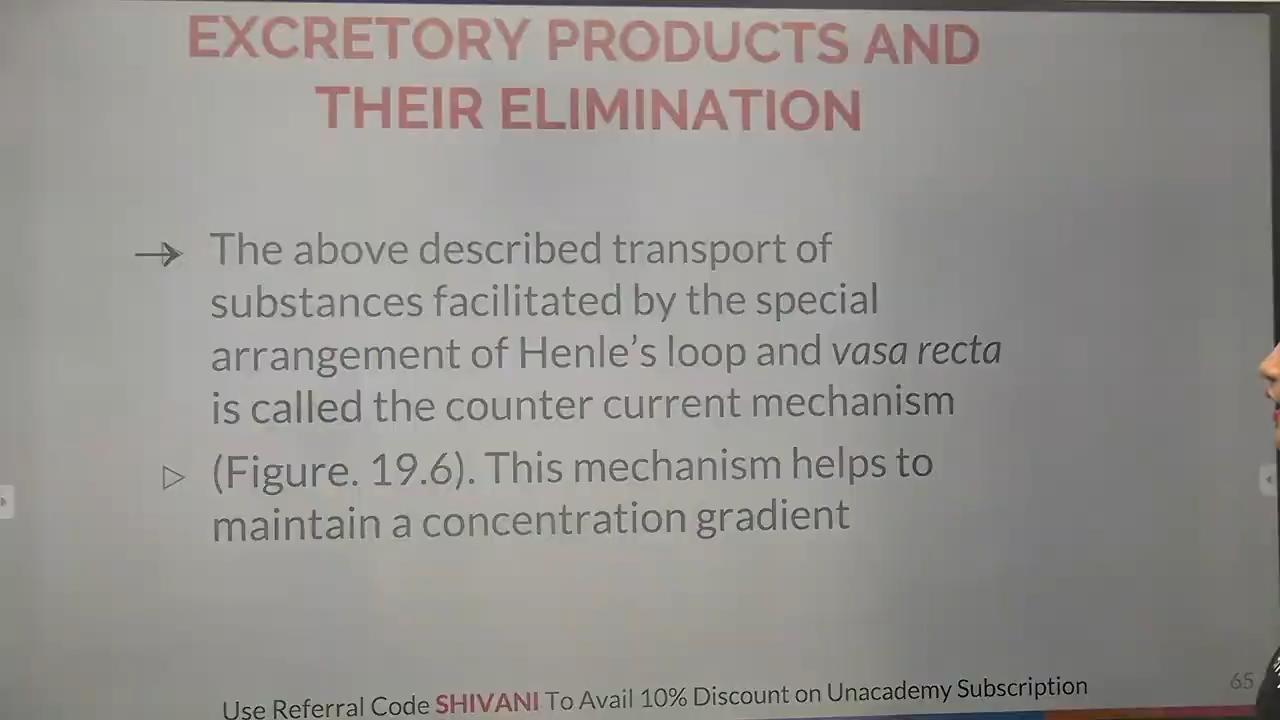 EXCRETORY PRODUCTS AND
THEIR ELIMINATION
→ The above described transport of
substances facilitated by the special
arrangement of Henle’s loop and vasa recta
is called the counter current mechanism
▷ (Figure. 19.6). This mechanism helps to
maintain a concentration gradient
Use Referral Code SHIVANI To Avail 10% Discount on Unacademy Subscription
65